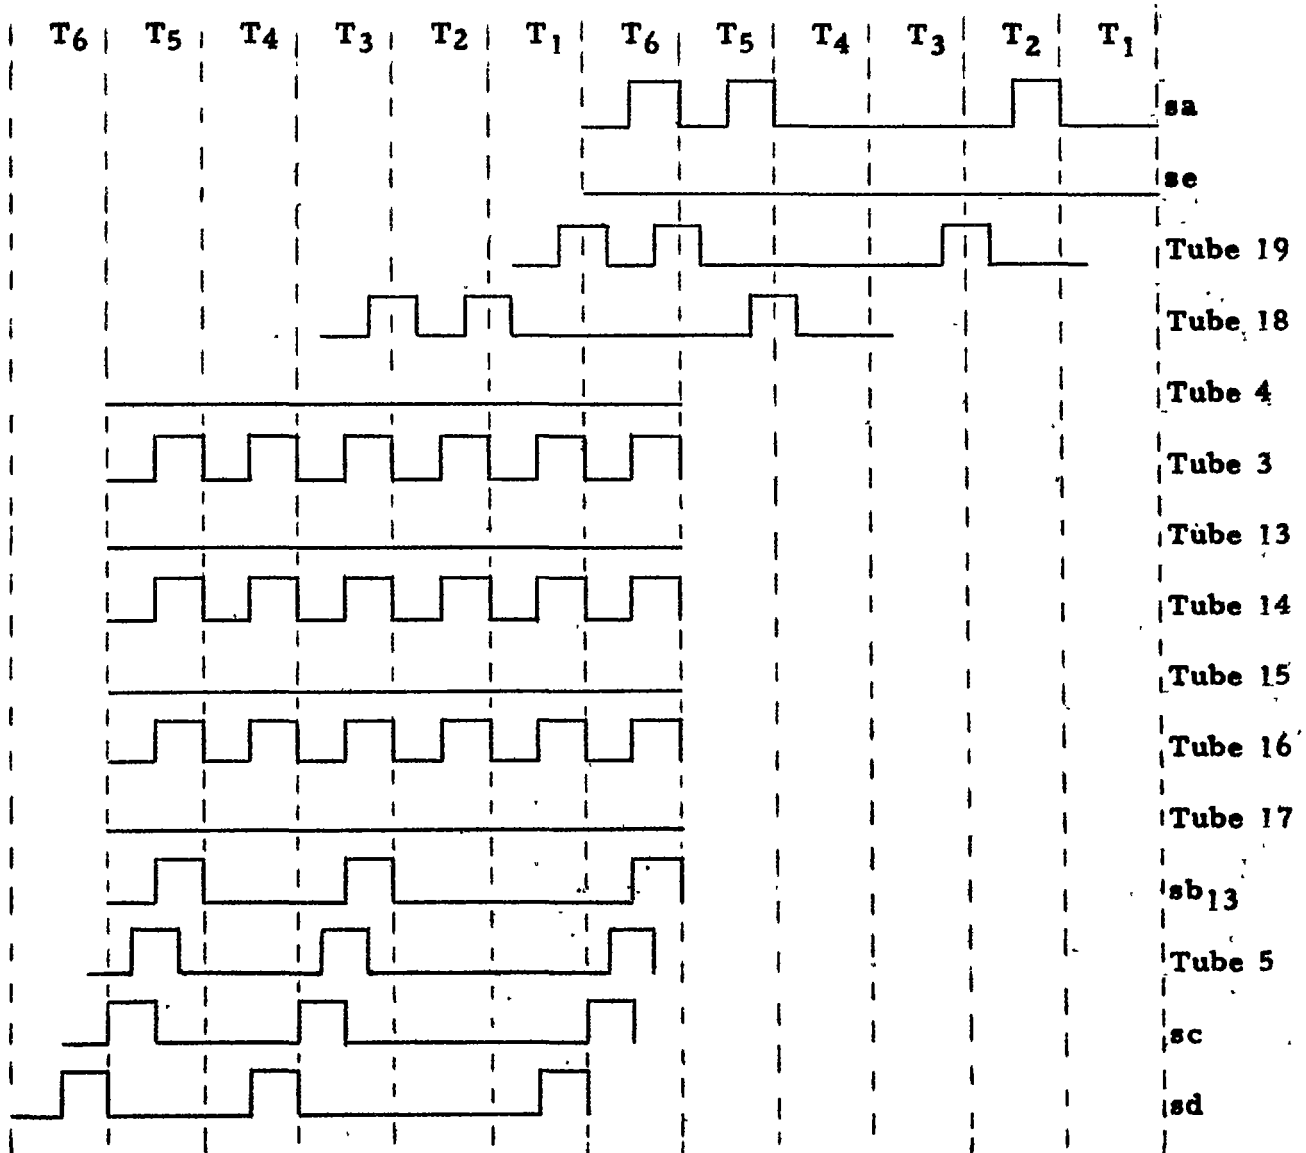 T6 T5 T4 T3 T2 T1 T6 T5 T4 T3 T2 T1
sa
se
Tube 19
Tube 18
Tube 4
Tube 3
Tube 13
Tube 14
Tube 15
Tube 16
Tube 17
sb13
Tube 5
sc
sd